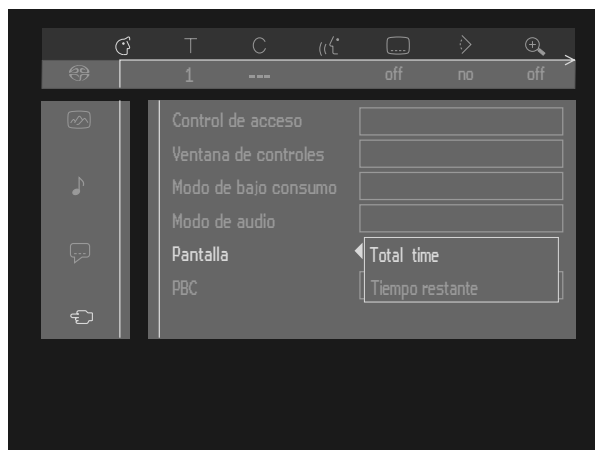 T C
1 --- off no off
Control de acceso
Ventana de controles
Modo de bajo consumo
Modo de audio
Pantalla
Total time
PBC
Tiempo restante